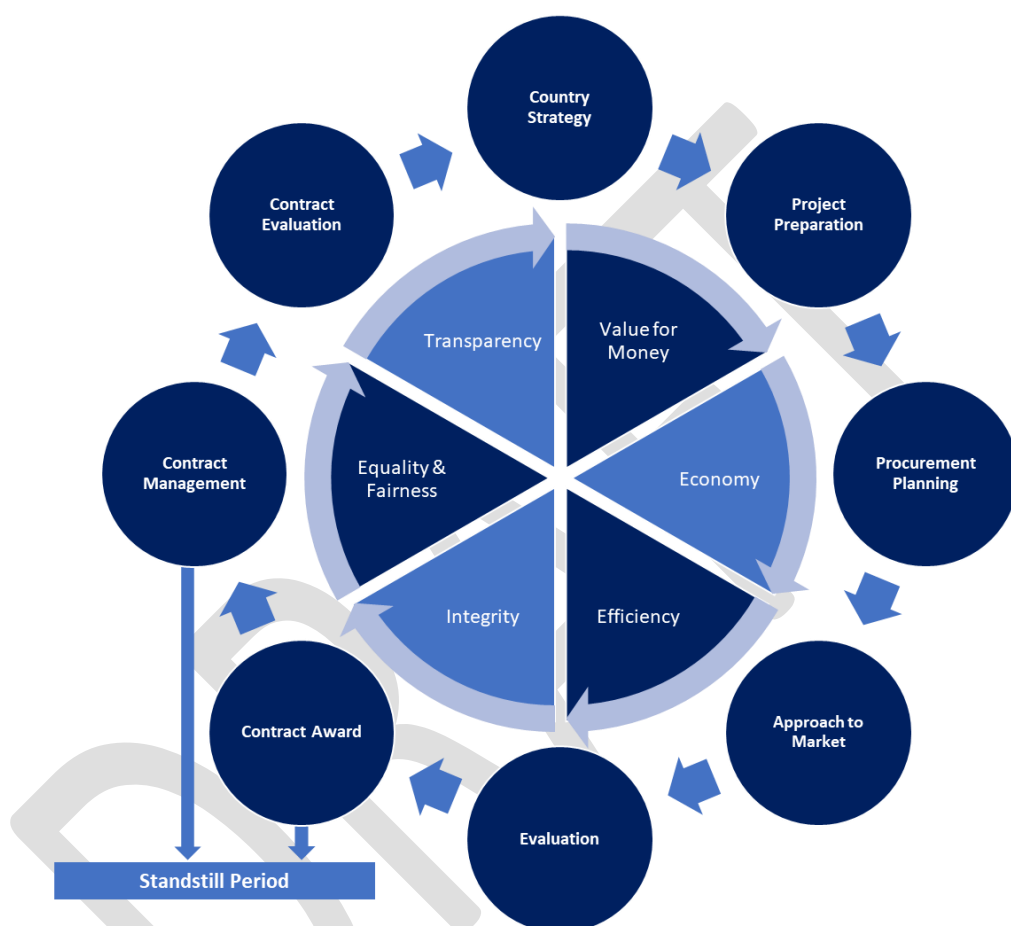 Country
Strategy
Project
Preparation
Procurement
Planning
Approach to
Market
Evaluation
Contract Award
Contract
Management
Contract
Evaluation
Value for
Money
Economy
Efficiency
Integrity
Equality &
Fairness
Transparency
Standstill Period